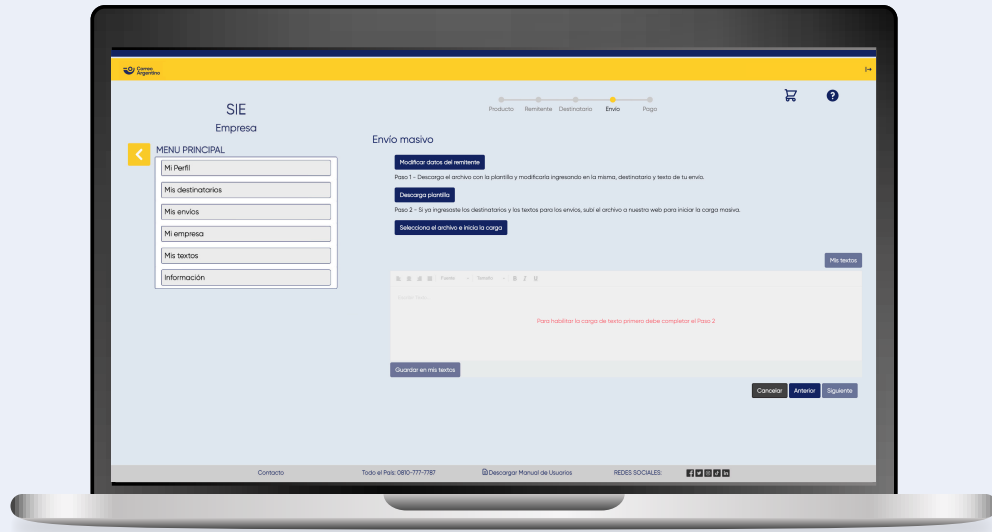 Correo
Argentino
SIE
Empresa
MENU PRINCIPAL
Mi Perfil
Mis destinatarios
Mis envíos
Mi empresa
Mis textos
Información
Producto Remitente Destinatario Envío Pago
Envío masivo
Modificar datos del remitente
Paso 1 - Descarga el archivo con la plantilla y modificarla ingresando en la misma, destinatario y texto de tu envío.
Descarga plantilla
Paso 2 - Si ya ingresaste los destinatarios y los textos para los envíos, subí el archivo a nuestra web para iniciar la carga masiva.
Selecciona el archivo e inicia la carga
Mis textos
Fuente Tamaño B I U
Para habilitar la carga de texto primero debe completar el Paso 2
Guardar en mis textos
Cancelar Anterior Siguiente
Contacto Todo el País: 0810-777-7787 Descargar Manual de Usuarios REDES SOCIALES: